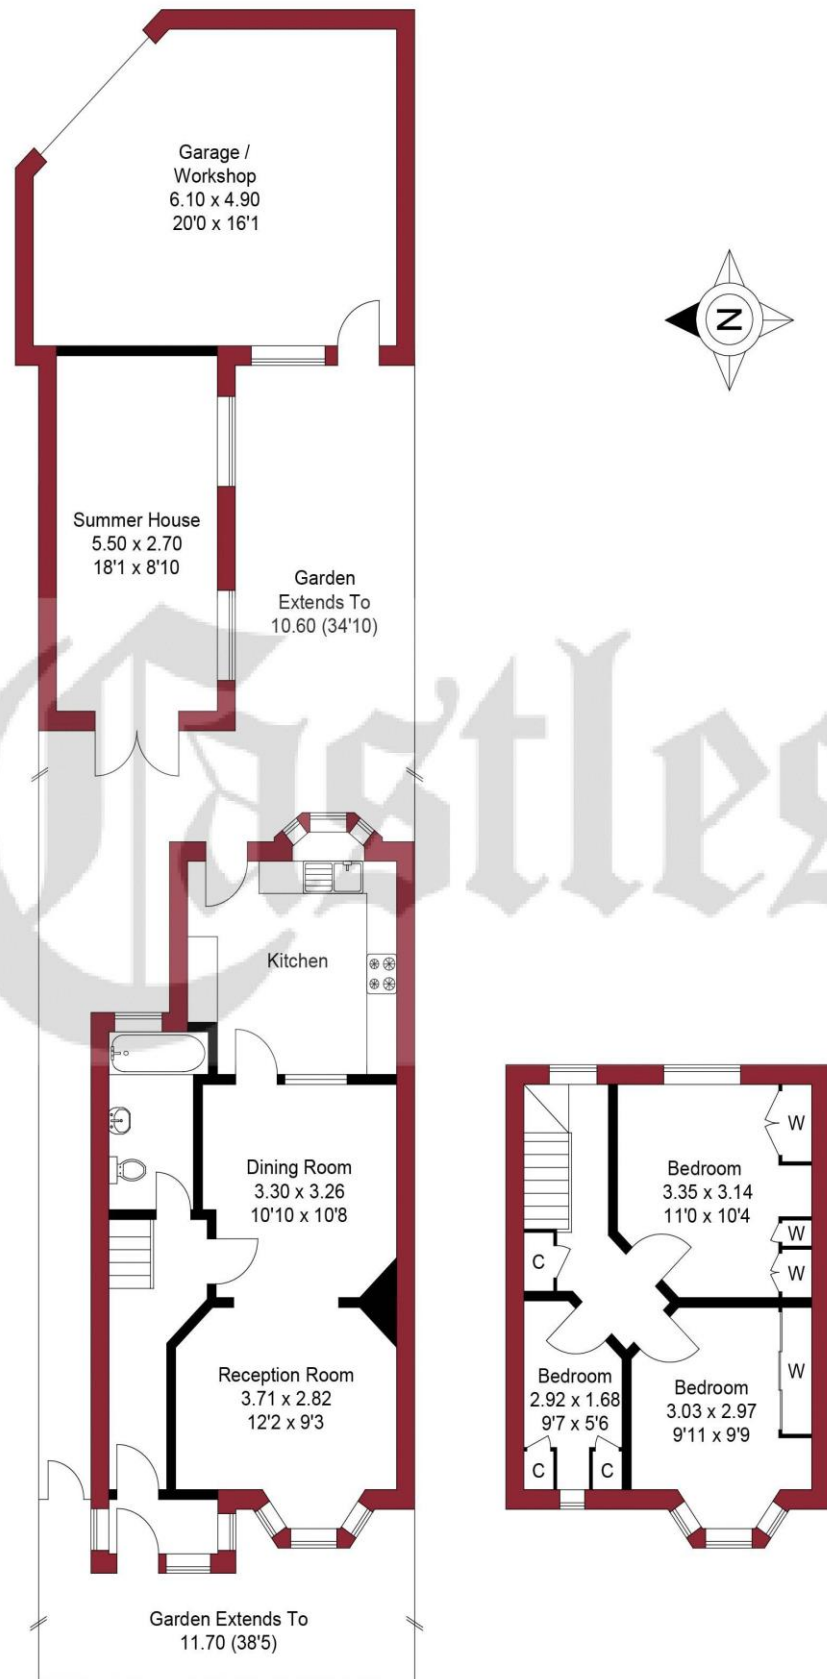 Garage /
Workshop
6.10 x 4.90
20'0 x 16'1
N
Summer House
5.50 x 2.70
18'1 x 8'10
Garden
Extends To
10.60 (34'10)
Castles
Kitchen
Dining Room
3.30 x 3.26
10'10 x 10'8
Reception Room
3.71 x 2.82
12'2 x 9'3
Garden Extends To
11.70 (38'5)
W
Bedroom
3.35 x 3.14
11'0 x 10'4
W
W
C
Bedroom
2.92 x 1.68
9'7 x 5'6
C
C
Bedroom
3.03 x 2.97
9'11 x 9'9
W